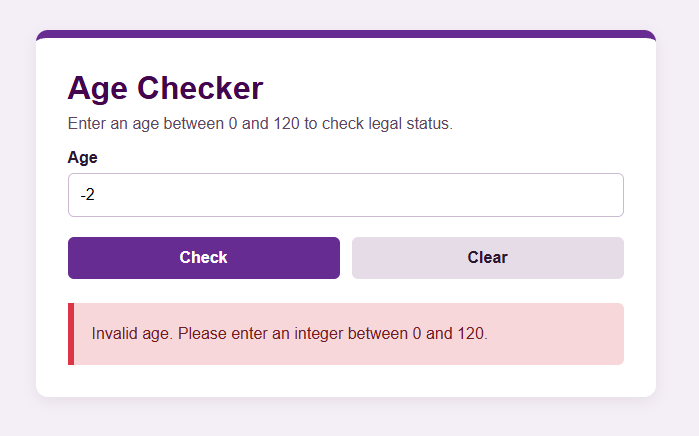 Age Checker
Enter an age between 0 and 120 to check legal status.
Age
-2
Check
Clear
Invalid age. Please enter an integer between 0 and 120.